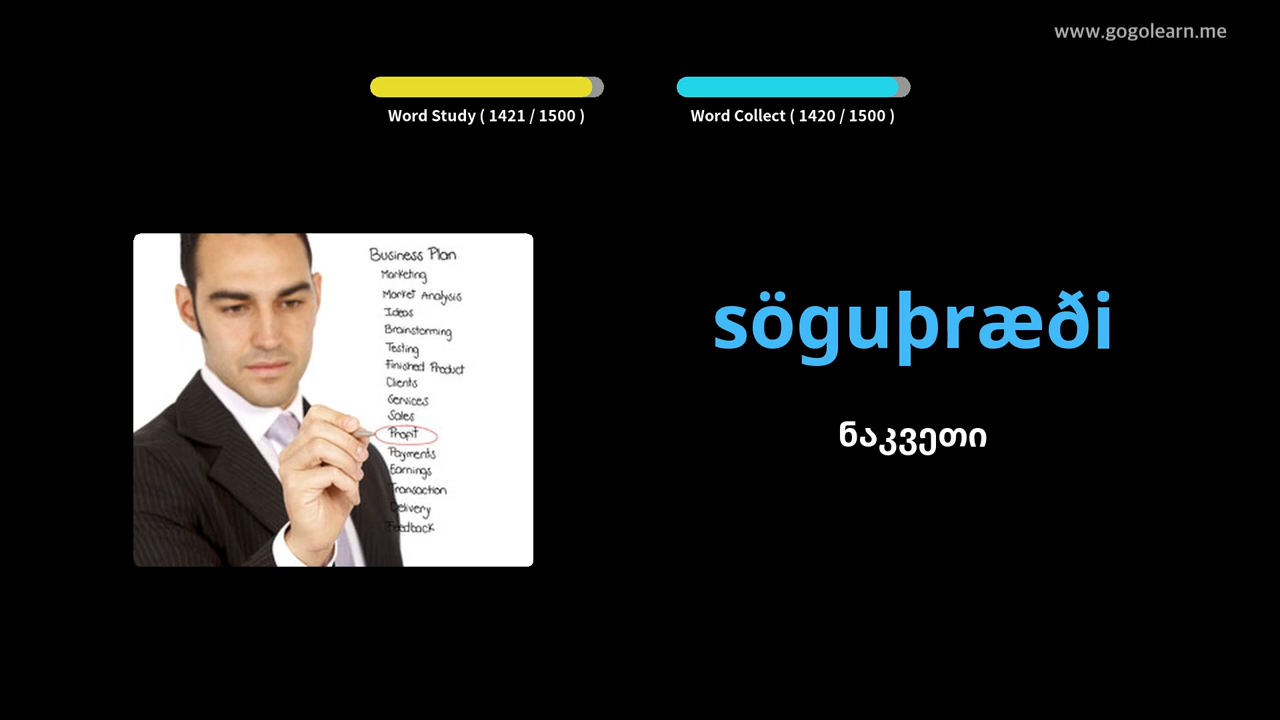 www.gogolearn.me
Word Study ( 1421 / 1500 )
Word Collect ( 1420 / 1500 )
Business Plan
Marketing
Market Analysis
Ideas
Brainstorming
Testing
Finished Product
Clients
Services
Sales
Profit
Payments
Earnings
Transaction
Delivery
Feedback
söguþræði
ნაკვეთი